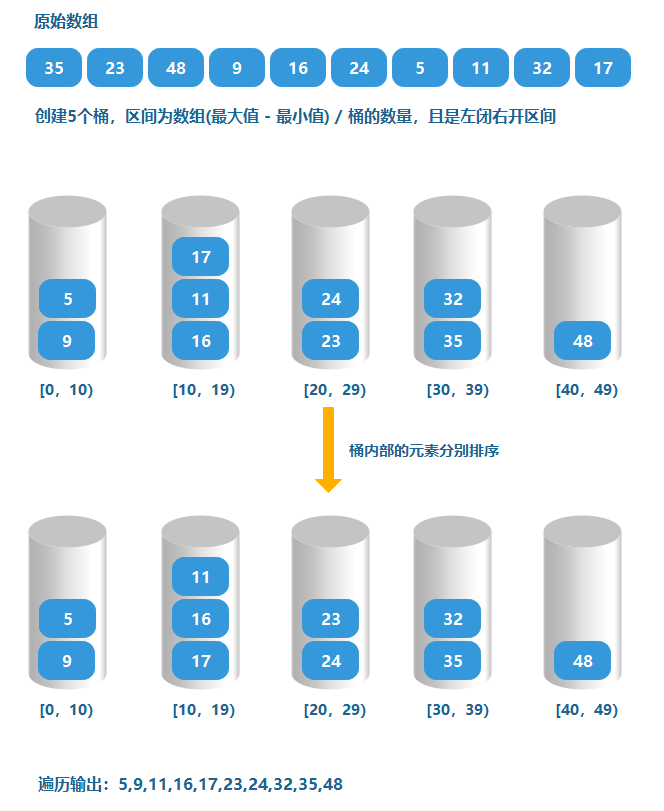 原始数组
35 23 48 9 16 24 5 11 32 17
创建5个桶，区间为数组(最大值 - 最小值) / 桶的数量，且是左闭右开区间
17
5 11 24 32
9 16 23 35 48
[0，10) [10，19) [20，29) [30，39) [40，49)
桶内部的元素分别排序
11
5 16 23 32
9 17 24 35 48
[0，10) [10，19) [20，29) [30，39) [40，49)
遍历输出：5,9,11,16,17,23,24,32,35,48